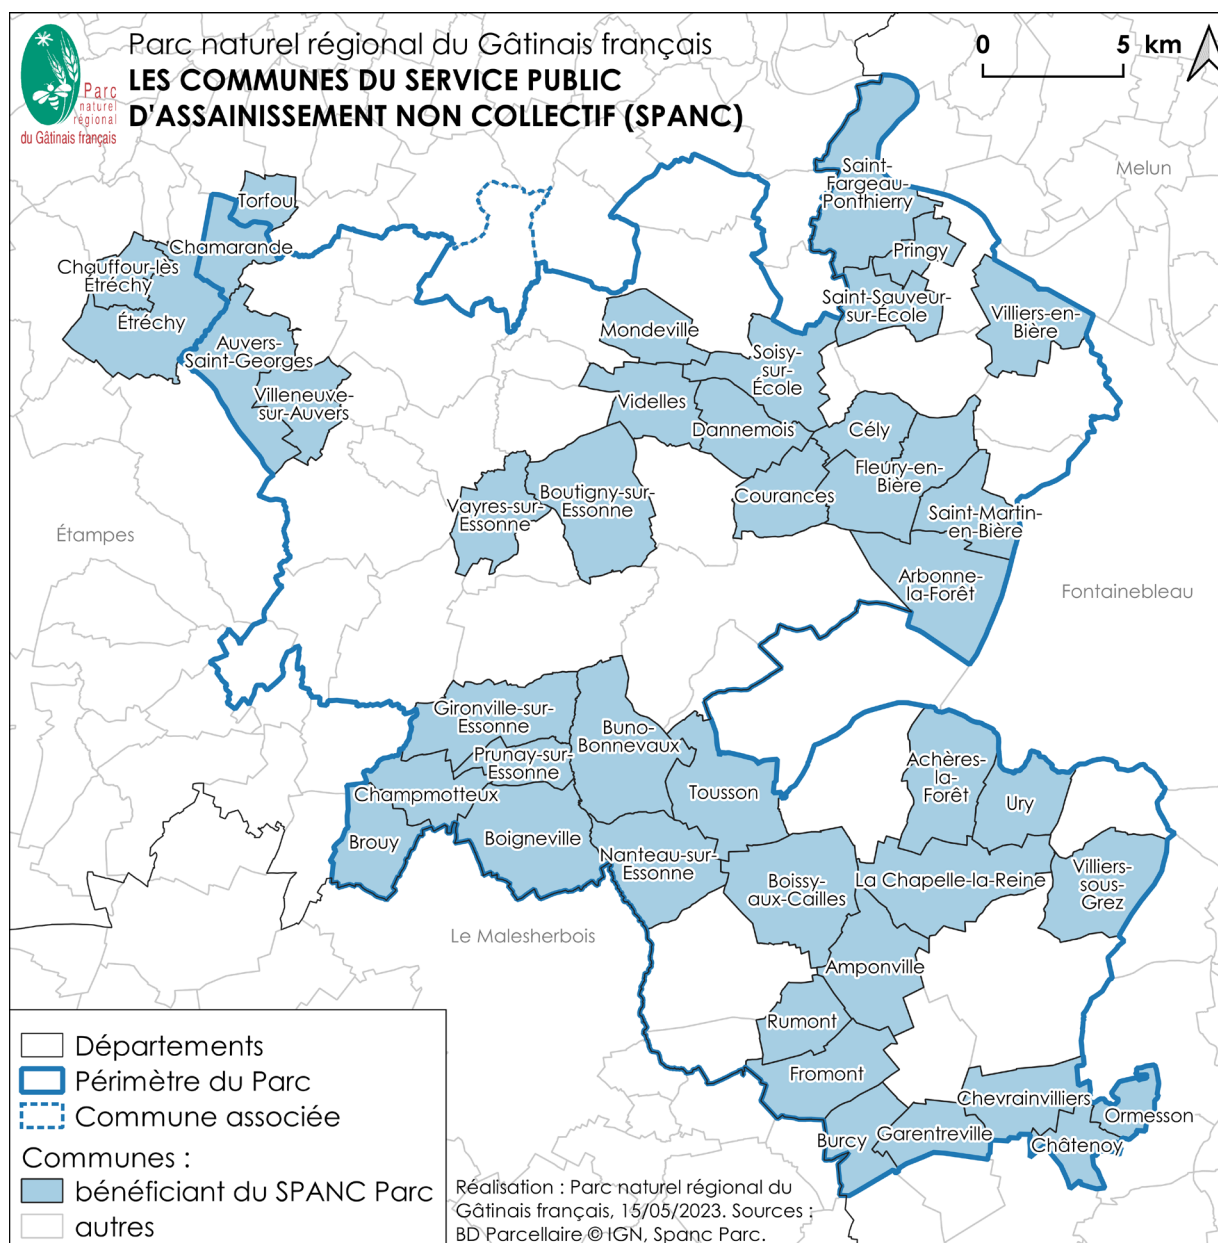 Parc naturel régional du Gâtinais français
LES COMMUNES DU SERVICE PUBLIC
D'ASSAINISSEMENT NON COLLECTIF (SPANC)
Parc
naturel
régional
du Gâtinais français
0 5 km
Melun
Saint-
Fargeau-
Ponthierry
Torfou
Chamarande
Pringy
Chauffour-lès
Étréchy
Étréchy
Saint-Sauveur-
sur-École
Villiers-en-
Bière
Mondeville
Auvers-
Saint-Georges
Soisy-
sur-
École
Villeneuve-
sur-Auvers
Videlles
Dannemois
Cély
Fleury-en-
Bière
Boutigny-sur-
Essonne
Courances
Vayres-sur-
Essonne
Saint-Martin-
en-Bière
Étampes
Arbonne-
la-Forêt
Fontainebleau
Gironville-sur-
Essonne
Buno-
Bonnevaux
Prunay-sur-
Essonne
Achères-
la-
Forêt
Champmotteux
Tousson
Ury
Brouy
Boigneville
Nanteau-sur-
Essonne
Boissy-
aux-Cailles
La Chapelle-la-Reine
Villiers-
sous-
Grez
Le Malesherbois
Amponville
Rumont
Fromont
Chevrainvilliers
Ormesson
Burcy
Garentreville
Châtenoy
Départements
Périmètre du Parc
Commune associée
Communes :
bénéficiant du SPANC Parc
autres
Réalisation : Parc naturel régional du
Gâtinais français, 15/05/2023. Sources :
BD Parcellaire © IGN, Spanc Parc.